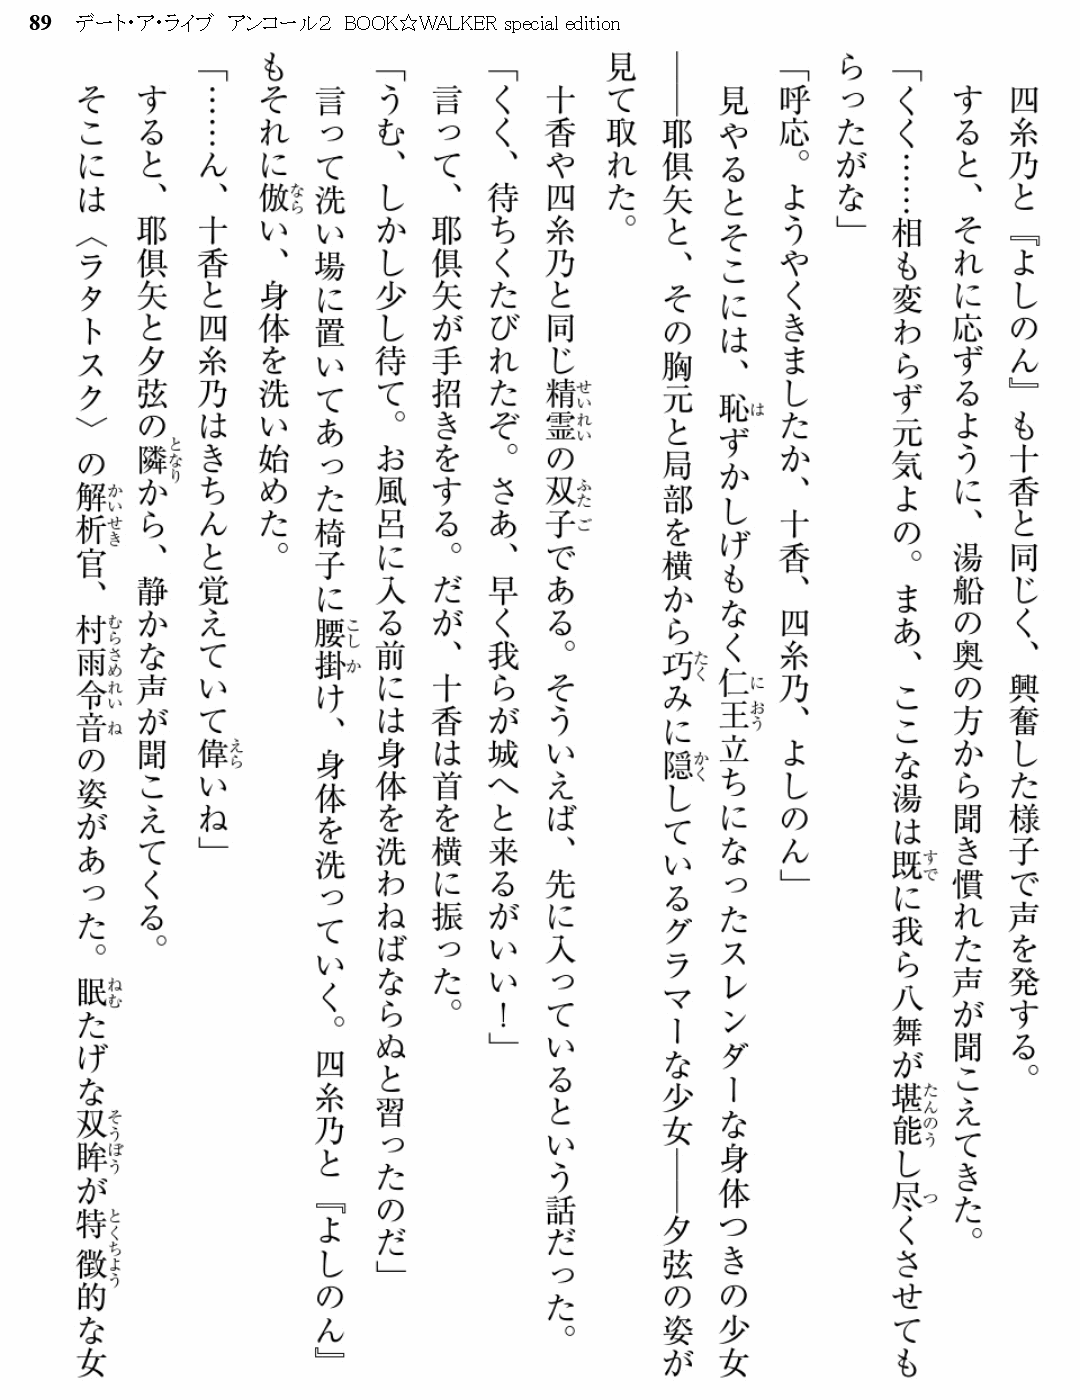 89 デート・ア・ライブ アンコール2 BOOK☆WALKER special edition
四糸乃と『よしのん』も十香と同じく、興奮した様子で声を発する。
すると、それに応ずるように、湯船の奥の方から聞き慣れた声が聞こえてきた。
「くく……相も変わらず元気よの。まあ、ここな湯は既に我ら八舞が堪能し尽くさせても
らったがな」
「呼応。ようやくきましたか、十香、四糸乃、よしのん」
見やるとそこには、恥ずかしげもなく仁王立ちになったスレンダーな身体つきの少女
――耶倶矢と、その胸元と局部を横から巧みに隠しているグラマーな少女――夕弦の姿が
見て取れた。
十香や四糸乃と同じ精霊の双子である。そういえば、先に入っているという話だった。
「くく、待ちくたびれたぞ。さあ、早く我らが城へと来るがいい！」
言って、耶倶矢が手招きをする。だが、十香は首を横に振った。
「うむ、しかし少し待て。お風呂に入る前には身体を洗わねばならぬと習ったのだ」
言って洗い場に置いてあった椅子に腰掛け、身体を洗っていく。四糸乃と『よしのん』
もそれに倣い、身体を洗い始めた。
「……ん、十香と四糸乃はきちんと覚えていて偉いね」
すると、耶倶矢と夕弦の隣から、静かな声が聞こえてくる。
そこには〈ラタトスク〉の解析官、村雨令音の姿があった。眠たげな双眸が特徴的な女